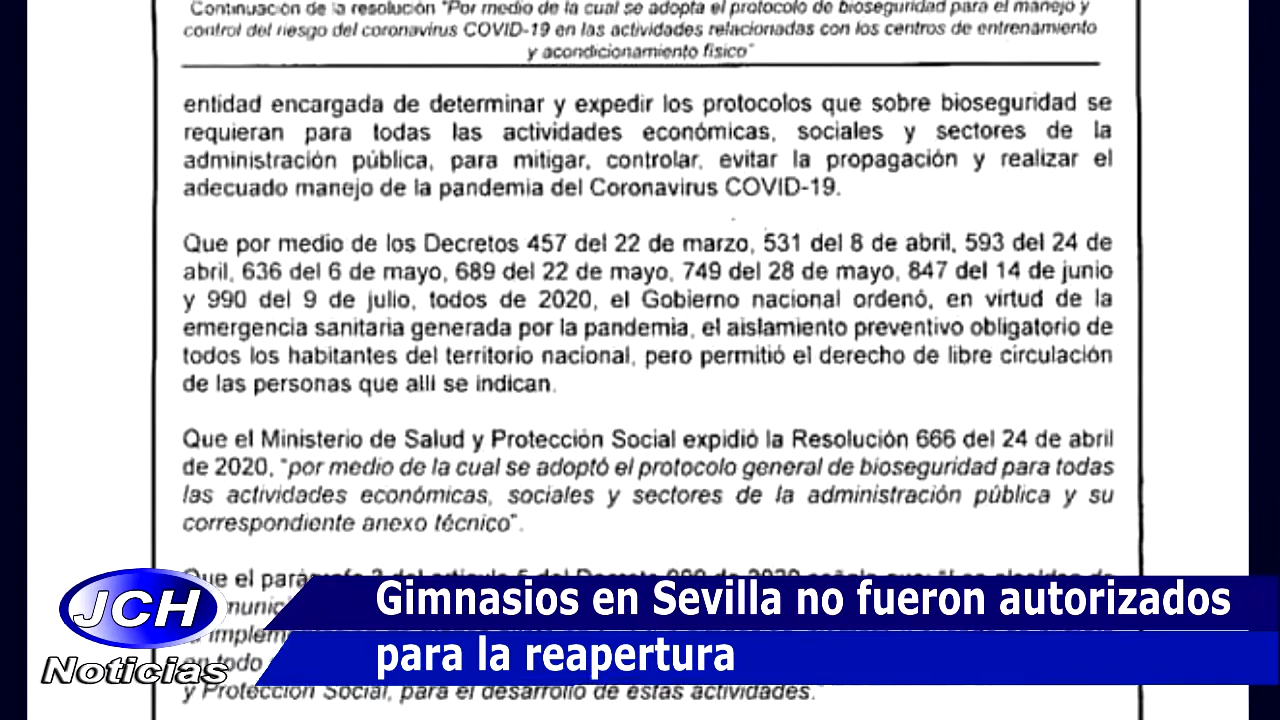 Continuación de la resolución "Por medio de la cual se adopta el protocolo de bioseguridad para el manejo y
control del riesgo del coronavirus COVID-19 en las actividades relacionadas con los centros de entrenamiento
y acondicionamiento físico"
entidad encargada de determinar y expedir los protocolos que sobre bioseguridad se
requieran para todas las actividades económicas, sociales y sectores de la
administración pública, para mitigar, controlar, evitar la propagación y realizar el
adecuado manejo de la pandemia del Coronavirus COVID-19.
Que por medio de los Decretos 457 del 22 de marzo, 531 del 8 de abril, 593 del 24 de
abril, 636 del 6 de mayo, 689 del 22 de mayo, 749 del 28 de mayo, 847 del 14 de junio
y 990 del 9 de julio, todos de 2020, el Gobierno nacional ordenó, en virtud de la
emergencia sanitaria generada por la pandemia, el aislamiento preventivo obligatorio de
todos los habitantes del territorio nacional, pero permitió el derecho de libre circulación
de las personas que allí se indican.
Que el Ministerio de Salud y Protección Social expidió la Resolución 666 del 24 de abril
de 2020, "por medio de la cual se adoptó el protocolo general de bioseguridad para todas
las actividades económicas, sociales y sectores de la administración pública y su
correspondiente anexo técnico".
Que el
JCH
Noticias
Gimnasios en Sevilla no fueron autorizados
para la reapertura
y Protección Social, para el desarrollo de estas actividades."